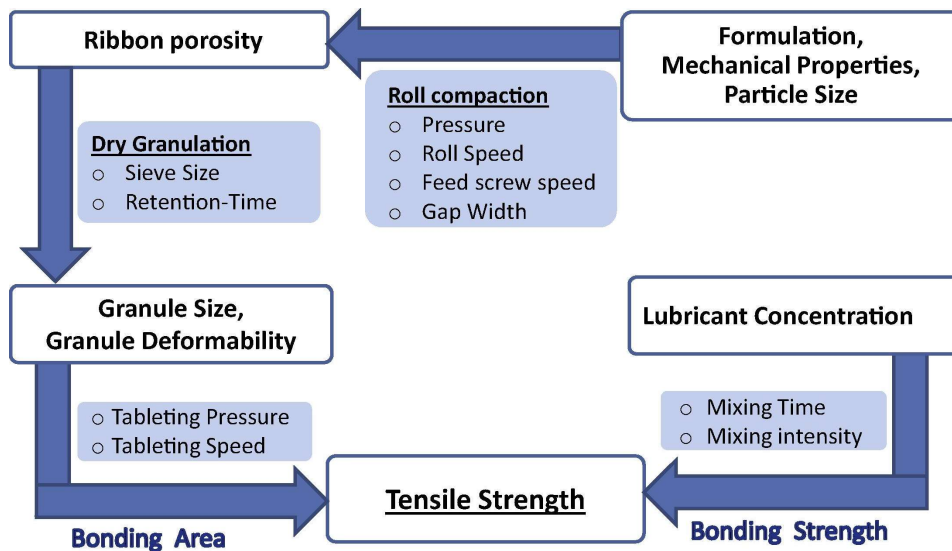 Ribbon porosity
Formulation,
Mechanical Properties,
Particle Size
Roll compaction
o Pressure
o Roll Speed
o Feed screw speed
o Gap Width
Dry Granulation
o Sieve Size
o Retention-Time
Granule Size,
Granule Deformability
Lubricant Concentration
o Tableting Pressure
o Tableting Speed
o Mixing Time
o Mixing intensity
Tensile Strength
Bonding Area
Bonding Strength